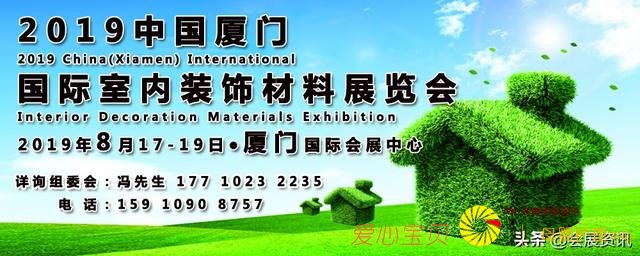 2019中国厦门
2019 China(Xiamen) International
国际室内装饰材料展览会
Interior Decoration Materials Exhibition
2019年8月17-19日●厦门国际会展中心
详询组委会：冯先生 177 1023 2235
电 话：159 1090 8757
爱心宝贝
头条@会展资讯